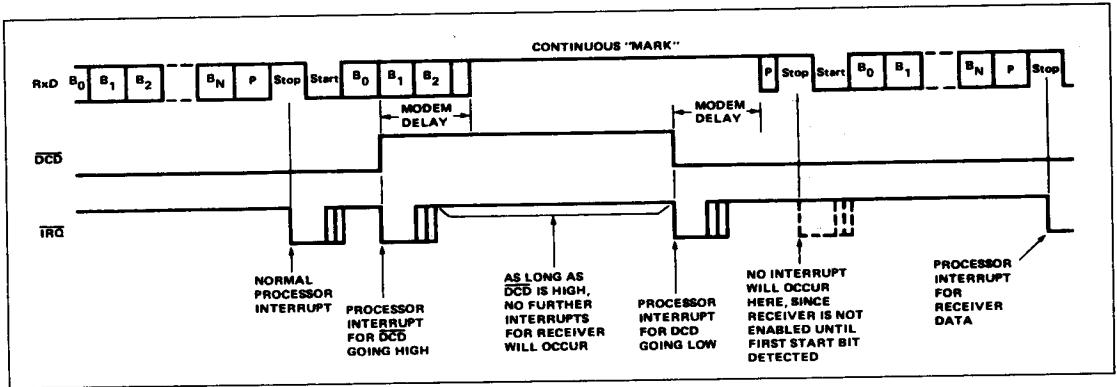 CONTINUOUS "MARK"
RxD B0 B1 B2 BN P Stop Start B0 B1 B2 P Stop Start B0 B1 BN P Stop
MODEM
DELAY
MODEM
DELAY
DCD
IRQ
NORMAL
PROCESSOR
INTERRUPT
PROCESSOR
INTERRUPT
FOR DCD
GOING HIGH
AS LONG AS
DCD IS HIGH,
NO FURTHER
INTERRUPTS
FOR RECEIVER
WILL OCCUR
PROCESSOR
INTERRUPT
FOR DCD
GOING LOW
NO INTERRUPT
WILL OCCUR
HERE, SINCE
RECEIVER IS NOT
ENABLED UNTIL
FIRST START BIT
DETECTED
PROCESSOR
INTERRUPT
FOR
RECEIVER
DATA